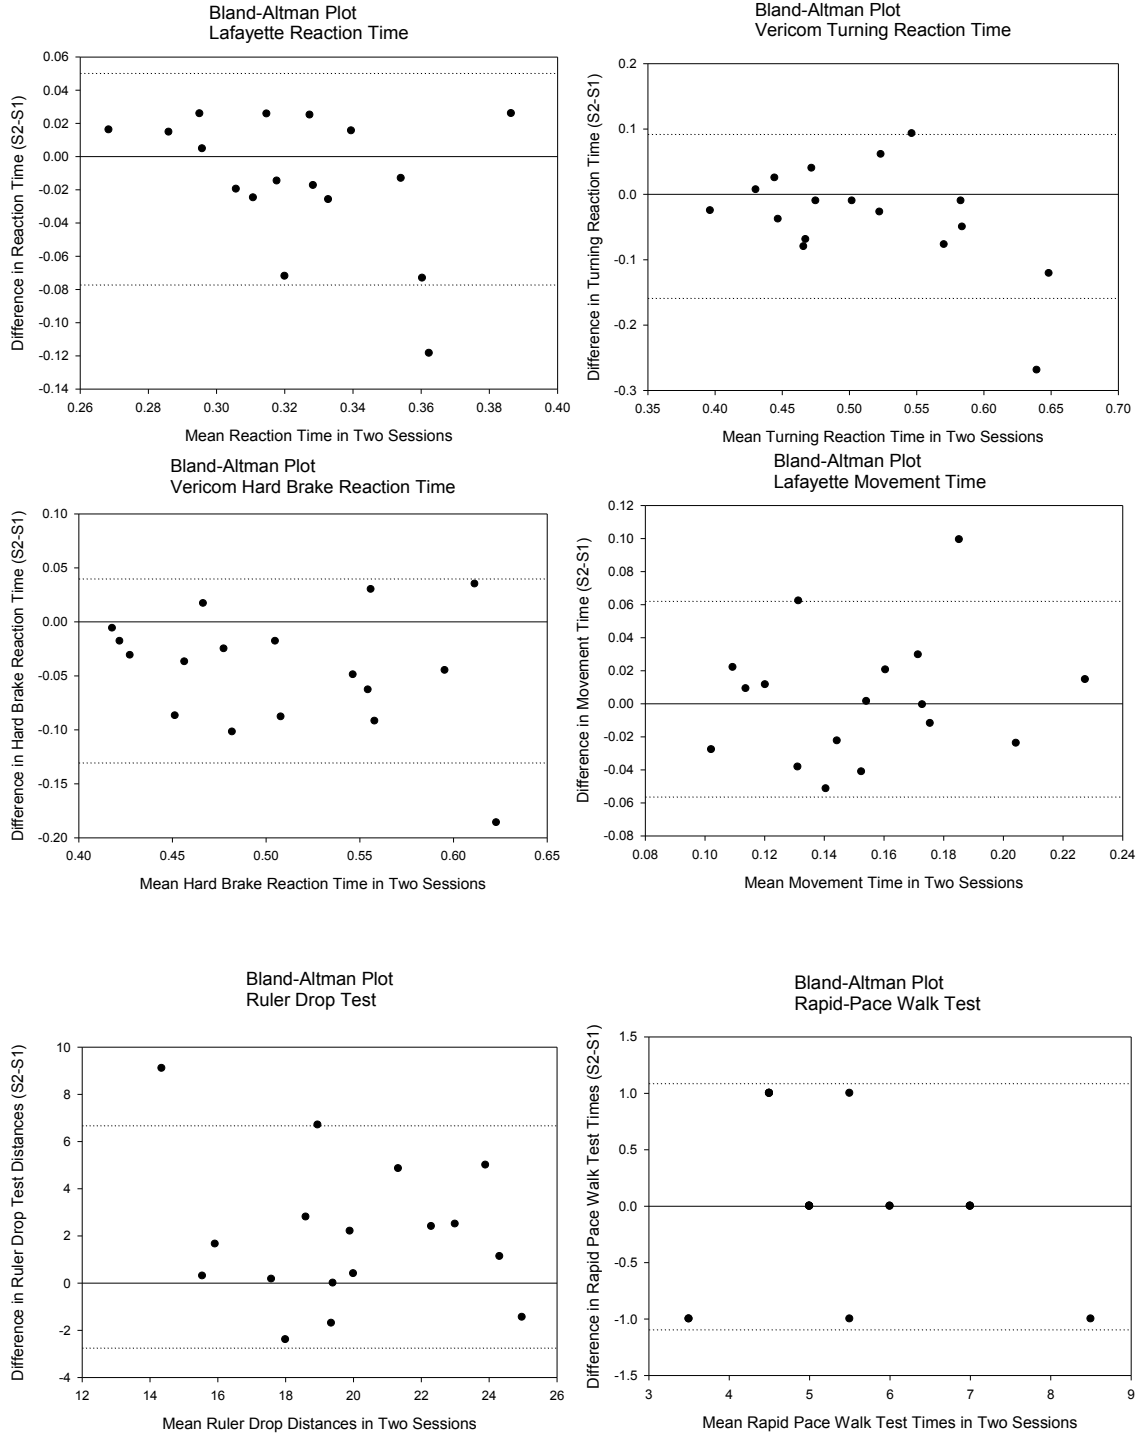 Bland-Altman Plot
Lafayette Reaction Time
Difference in Reaction Time (S2-S1)
0.06
0.04
0.02
0.00
-0.02
-0.04
-0.06
-0.08
-0.10
-0.12
-0.14
0.26 0.28 0.30 0.32 0.34 0.36 0.38 0.40
Mean Reaction Time in Two Sessions
Bland-Altman Plot
Vericom Turning Reaction Time
Difference in Turning Reaction Time (S2-S1)
0.2
0.1
0.0
-0.1
-0.2
-0.3
0.35 0.40 0.45 0.50 0.55 0.60 0.65 0.70
Mean Turning Reaction Time in Two Sessions
Bland-Altman Plot
Vericom Hard Brake Reaction Time
Difference in Hard Brake Reaction Time (S2-S1)
0.10
0.05
0.00
-0.05
-0.10
-0.15
-0.20
0.40 0.45 0.50 0.55 0.60 0.65
Mean Hard Brake Reaction Time in Two Sessions
Bland-Altman Plot
Lafayette Movement Time
Difference in Movement Time (S2-S1)
0.12
0.10
0.08
0.06
0.04
0.02
0.00
-0.02
-0.04
-0.06
-0.08
0.08 0.10 0.12 0.14 0.16 0.18 0.20 0.22 0.24
Mean Movement Time in Two Sessions
Bland-Altman Plot
Ruler Drop Test
Difference in Ruler Drop Test Distances (S2-S1)
10
8
6
4
2
0
-2
-4
12 14 16 18 20 22 24 26
Mean Ruler Drop Distances in Two Sessions
Bland-Altman Plot
Rapid-Pace Walk Test
Difference in Rapid Pace Walk Test Times (S2-S1)
1.5
1.0
0.5
0.0
-0.5
-1.0
-1.5
3 4 5 6 7 8 9
Mean Rapid Pace Walk Test Times in Two Sessions